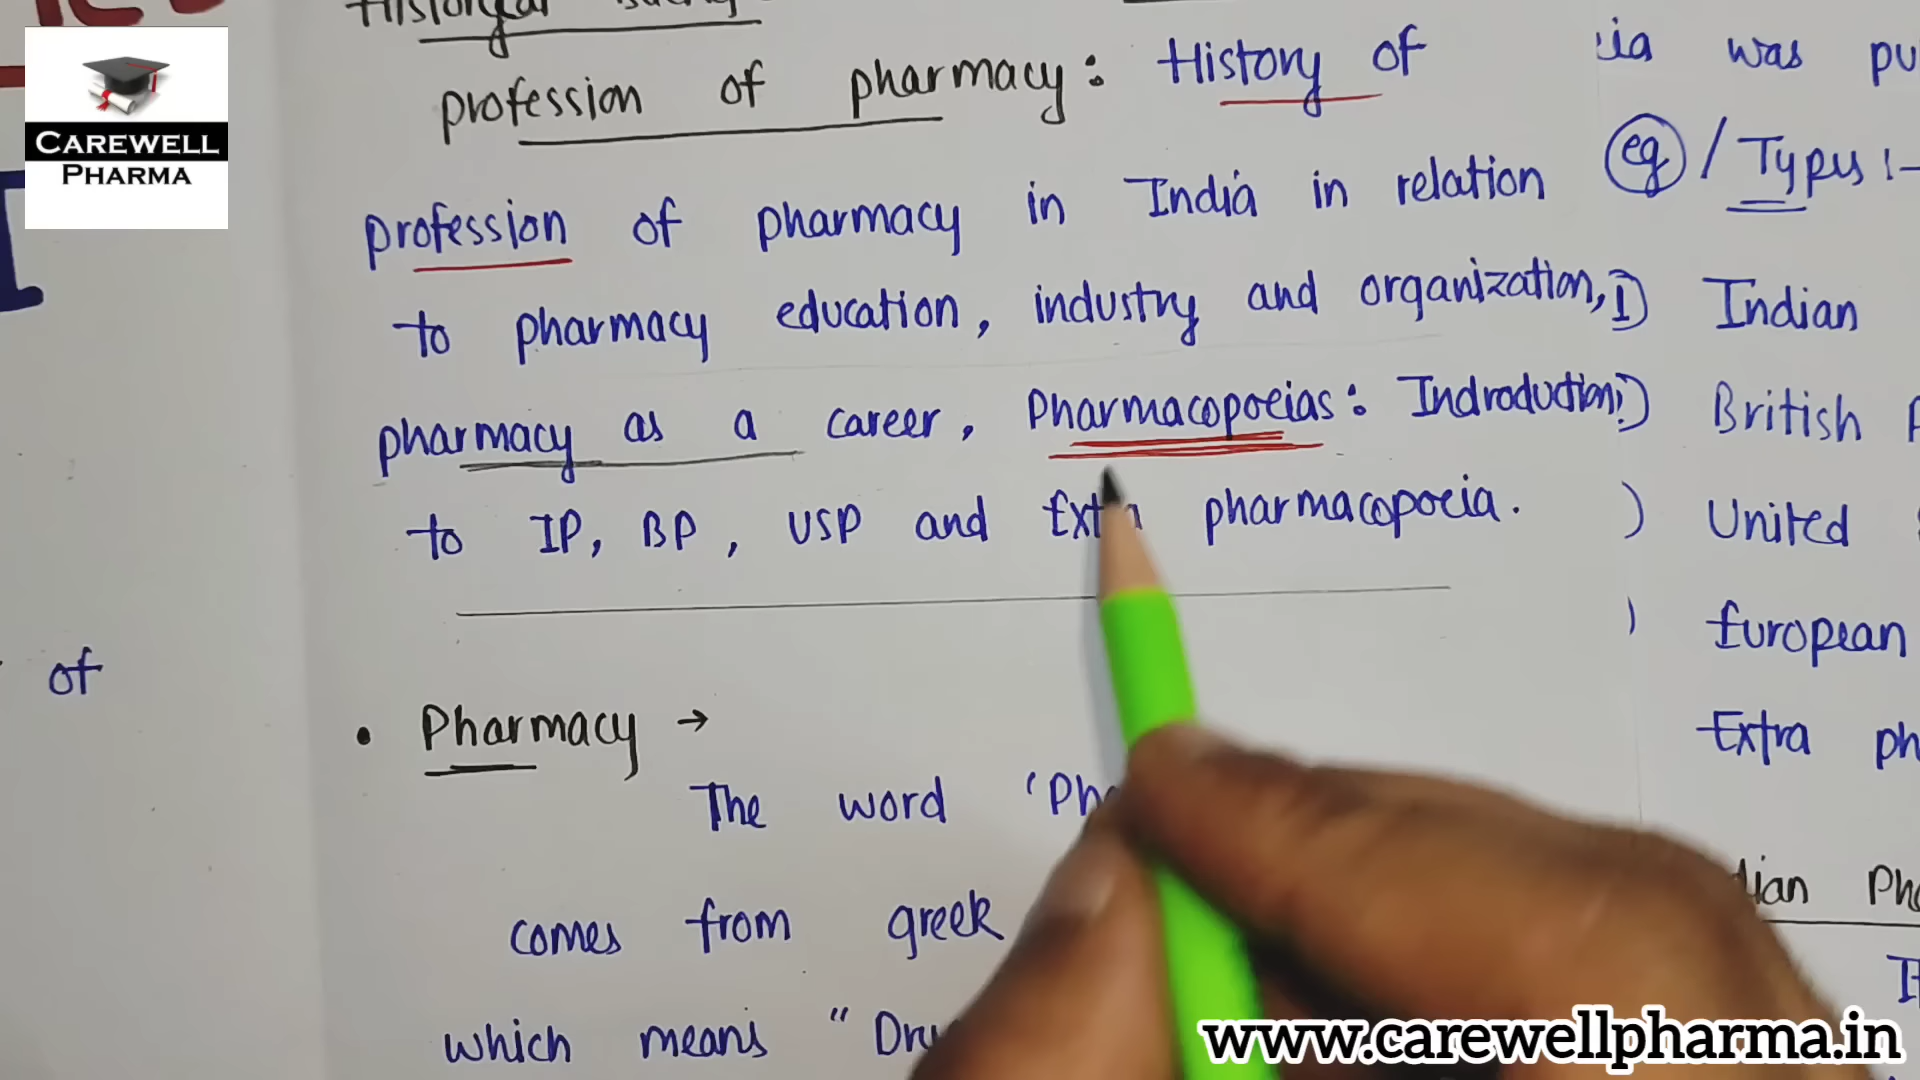 CAREWELL
PHARMA
profession of pharmacy: History of
profession of pharmacy in India in relation
to pharmacy education, industry and organization,
pharmacy as a career, Pharmacopoeias: Indroduction
to IP, BP, USP and Extra pharmacopoeia.
of
• Pharmacy →
The word
comes from greek
which means "
was
eg / Types :-
I) Indian
) British
) United
) European
Extra
www.carewellpharma.in